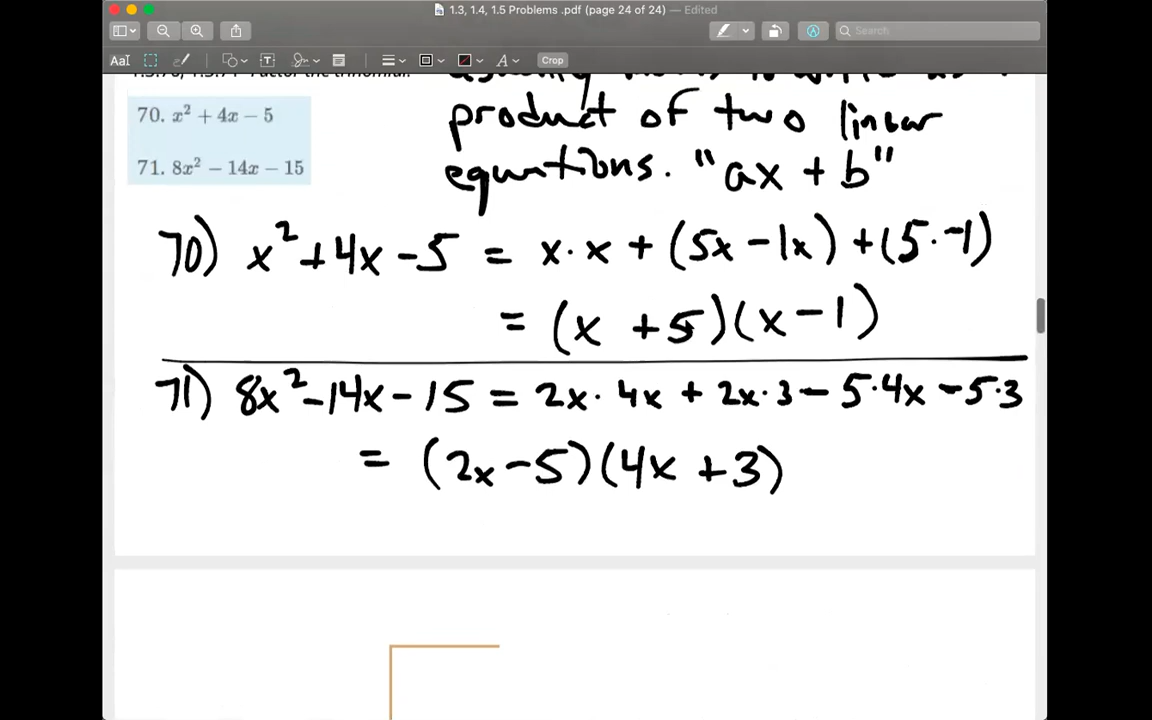 1.3, 1.4, 1.5 Problems .pdf (page 24 of 24) — Edited
Search
Crop
product of two linear
70. x² + 4x − 5
equations. "ax + b"
71. 8x² − 14x − 15
70) x² + 4x − 5 = x · x + (5x − 1x) + (5 · −1)
= (x + 5)(x − 1)
71) 8x² − 14x − 15 = 2x · 4x + 2x · 3 − 5 · 4x − 5 · 3
= (2x − 5)(4x + 3)